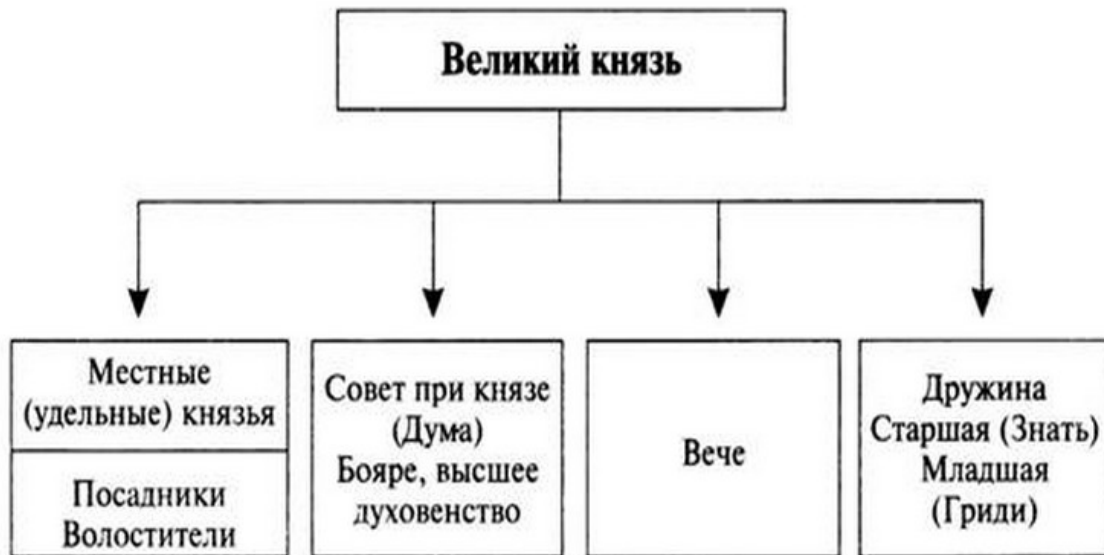 Великий князь
Местные
(удельные) князья
Посадники
Волостители
Совет при князе
(Дума)
Бояре, высшее
духовенство
Вече
Дружина
Старшая (Знать)
Младшая
(Гриди)